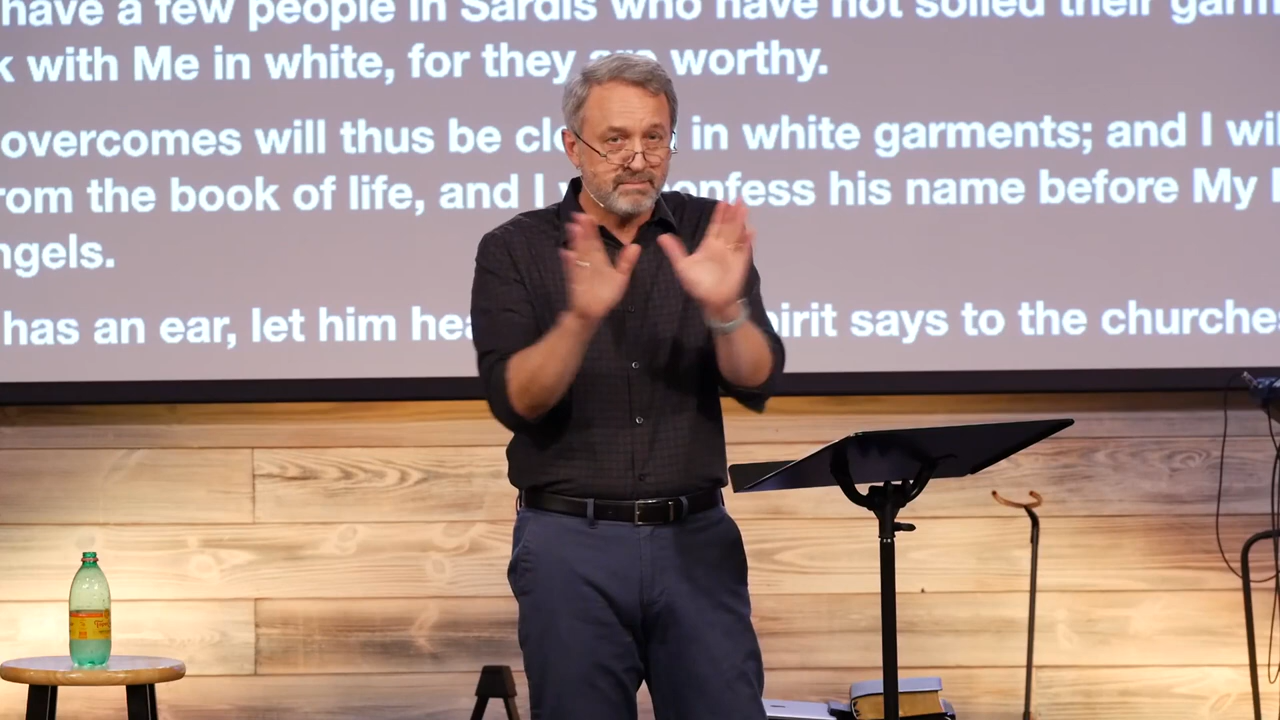 have a few people in Sardis who have not soiled their garm
k with Me in white, for they are worthy.
overcomes will thus be clo in white garments; and I wil
rom the book of life, and I w onfess his name before My
ngels.
has an ear, let him hea pirit says to the churche